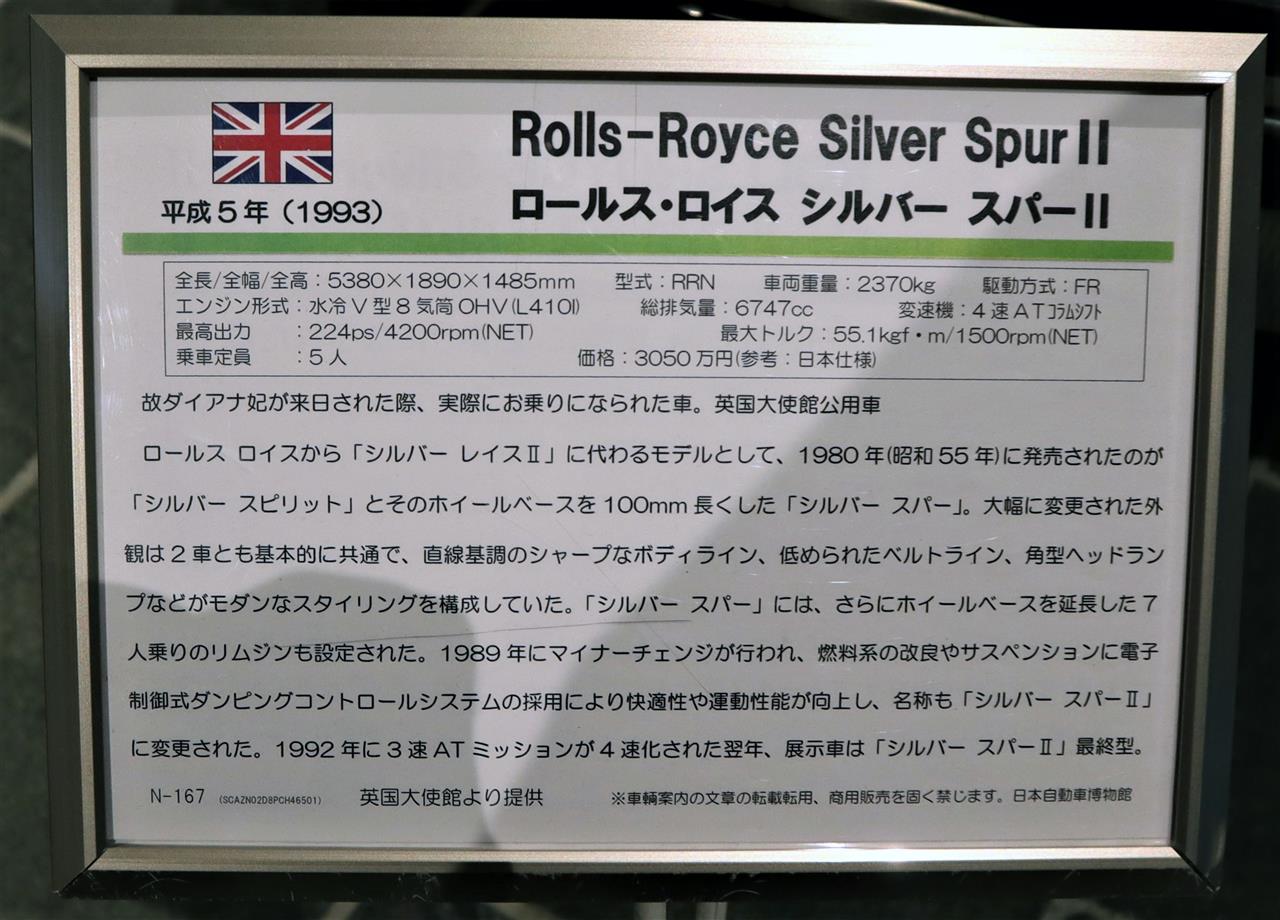 Rolls-Royce Silver Spur II
平成5年（1993）
ロールス・ロイス シルバー スパーII
全長/全幅/全高：5380×1890×1485mm 型式：RRN 車両重量：2370kg 駆動方式：FR
エンジン形式：水冷V型8気筒OHV(L410I) 総排気量：6747cc 変速機：4速ATｺﾗﾑｼﾌﾄ
最高出力 ：224ps/4200rpm(NET) 最大トルク：55.1kgf・m/1500rpm(NET)
乗車定員 ：5人 価格：3050万円(参考：日本仕様)
故ダイアナ妃が来日された際、実際にお乗りになられた車。英国大使館公用車
ロールス ロイスから「シルバー レイスⅡ」に代わるモデルとして、1980年(昭和55年)に発売されたのが
「シルバー スピリット」とそのホイールベースを100mm長くした「シルバー スパー」。大幅に変更された外
観は2車とも基本的に共通で、直線基調のシャープなボディライン、低められたベルトライン、角型ヘッドラン
プなどがモダンなスタイリングを構成していた。「シルバー スパー」には、さらにホイールベースを延長した7
人乗りのリムジンも設定された。1989年にマイナーチェンジが行われ、燃料系の改良やサスペンションに電子
制御式ダンピングコントロールシステムの採用により快適性や運動性能が向上し、名称も「シルバー スパーⅡ」
に変更された。1992年に3速ATミッションが4速化された翌年、展示車は「シルバー スパーⅡ」最終型。
N-167 (SCAZN02D8PCH46501) 英国大使館より提供 ※車輌案内の文章の転載転用、商用販売を固く禁じます。日本自動車博物館